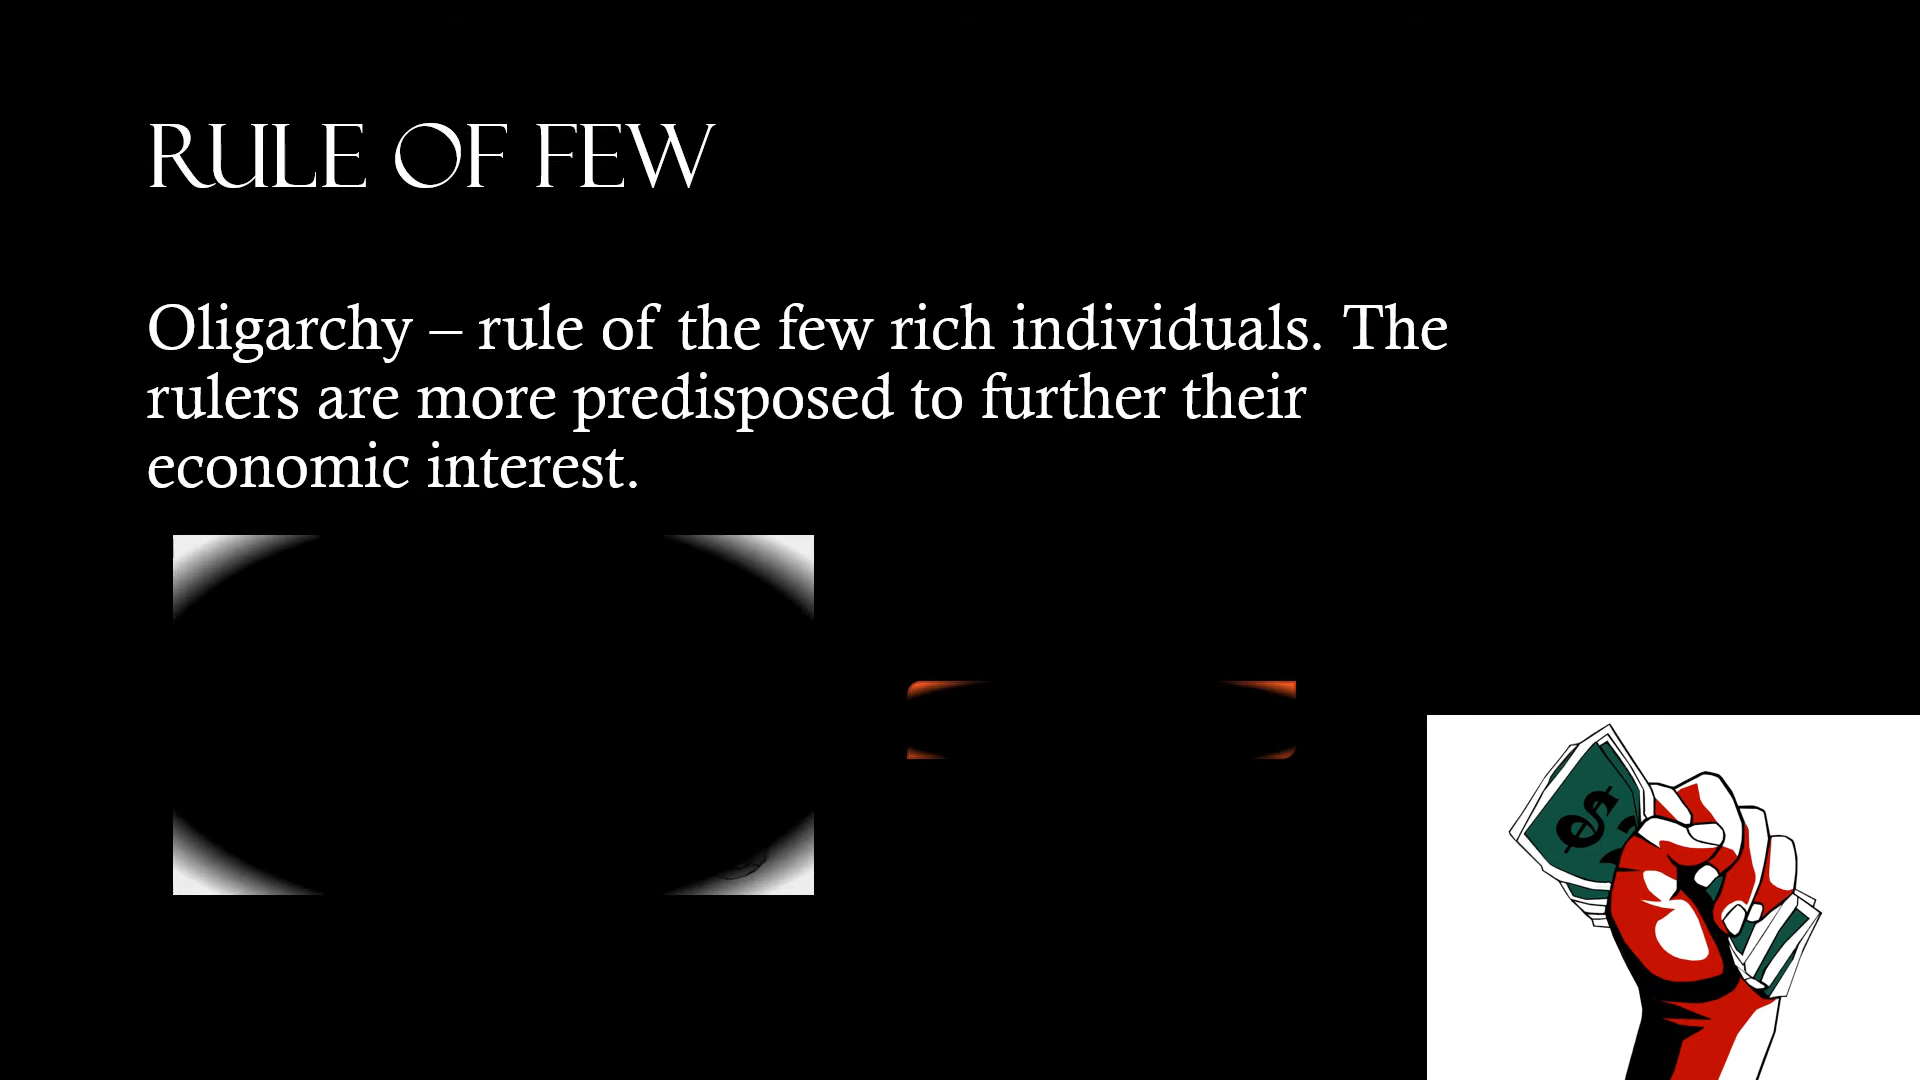 RULE OF FEW
Oligarchy – rule of the few rich individuals. The
rulers are more predisposed to further their
economic interest.
$